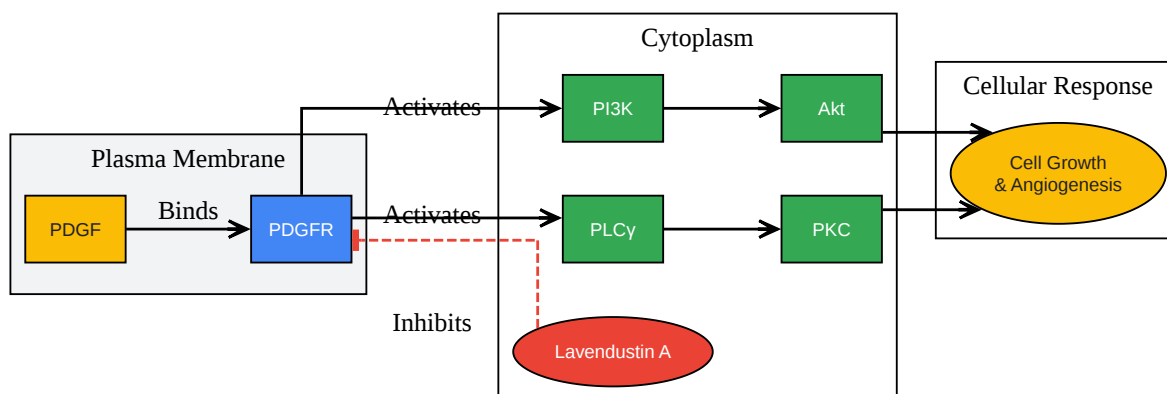 Cytoplasm
Cellular Response
Activates
PI3K
Akt
Plasma Membrane
Cell Growth
& Angiogenesis
PDGF
Binds
PDGFR
Activates
PLCγ
PKC
Inhibits
Lavendustin A